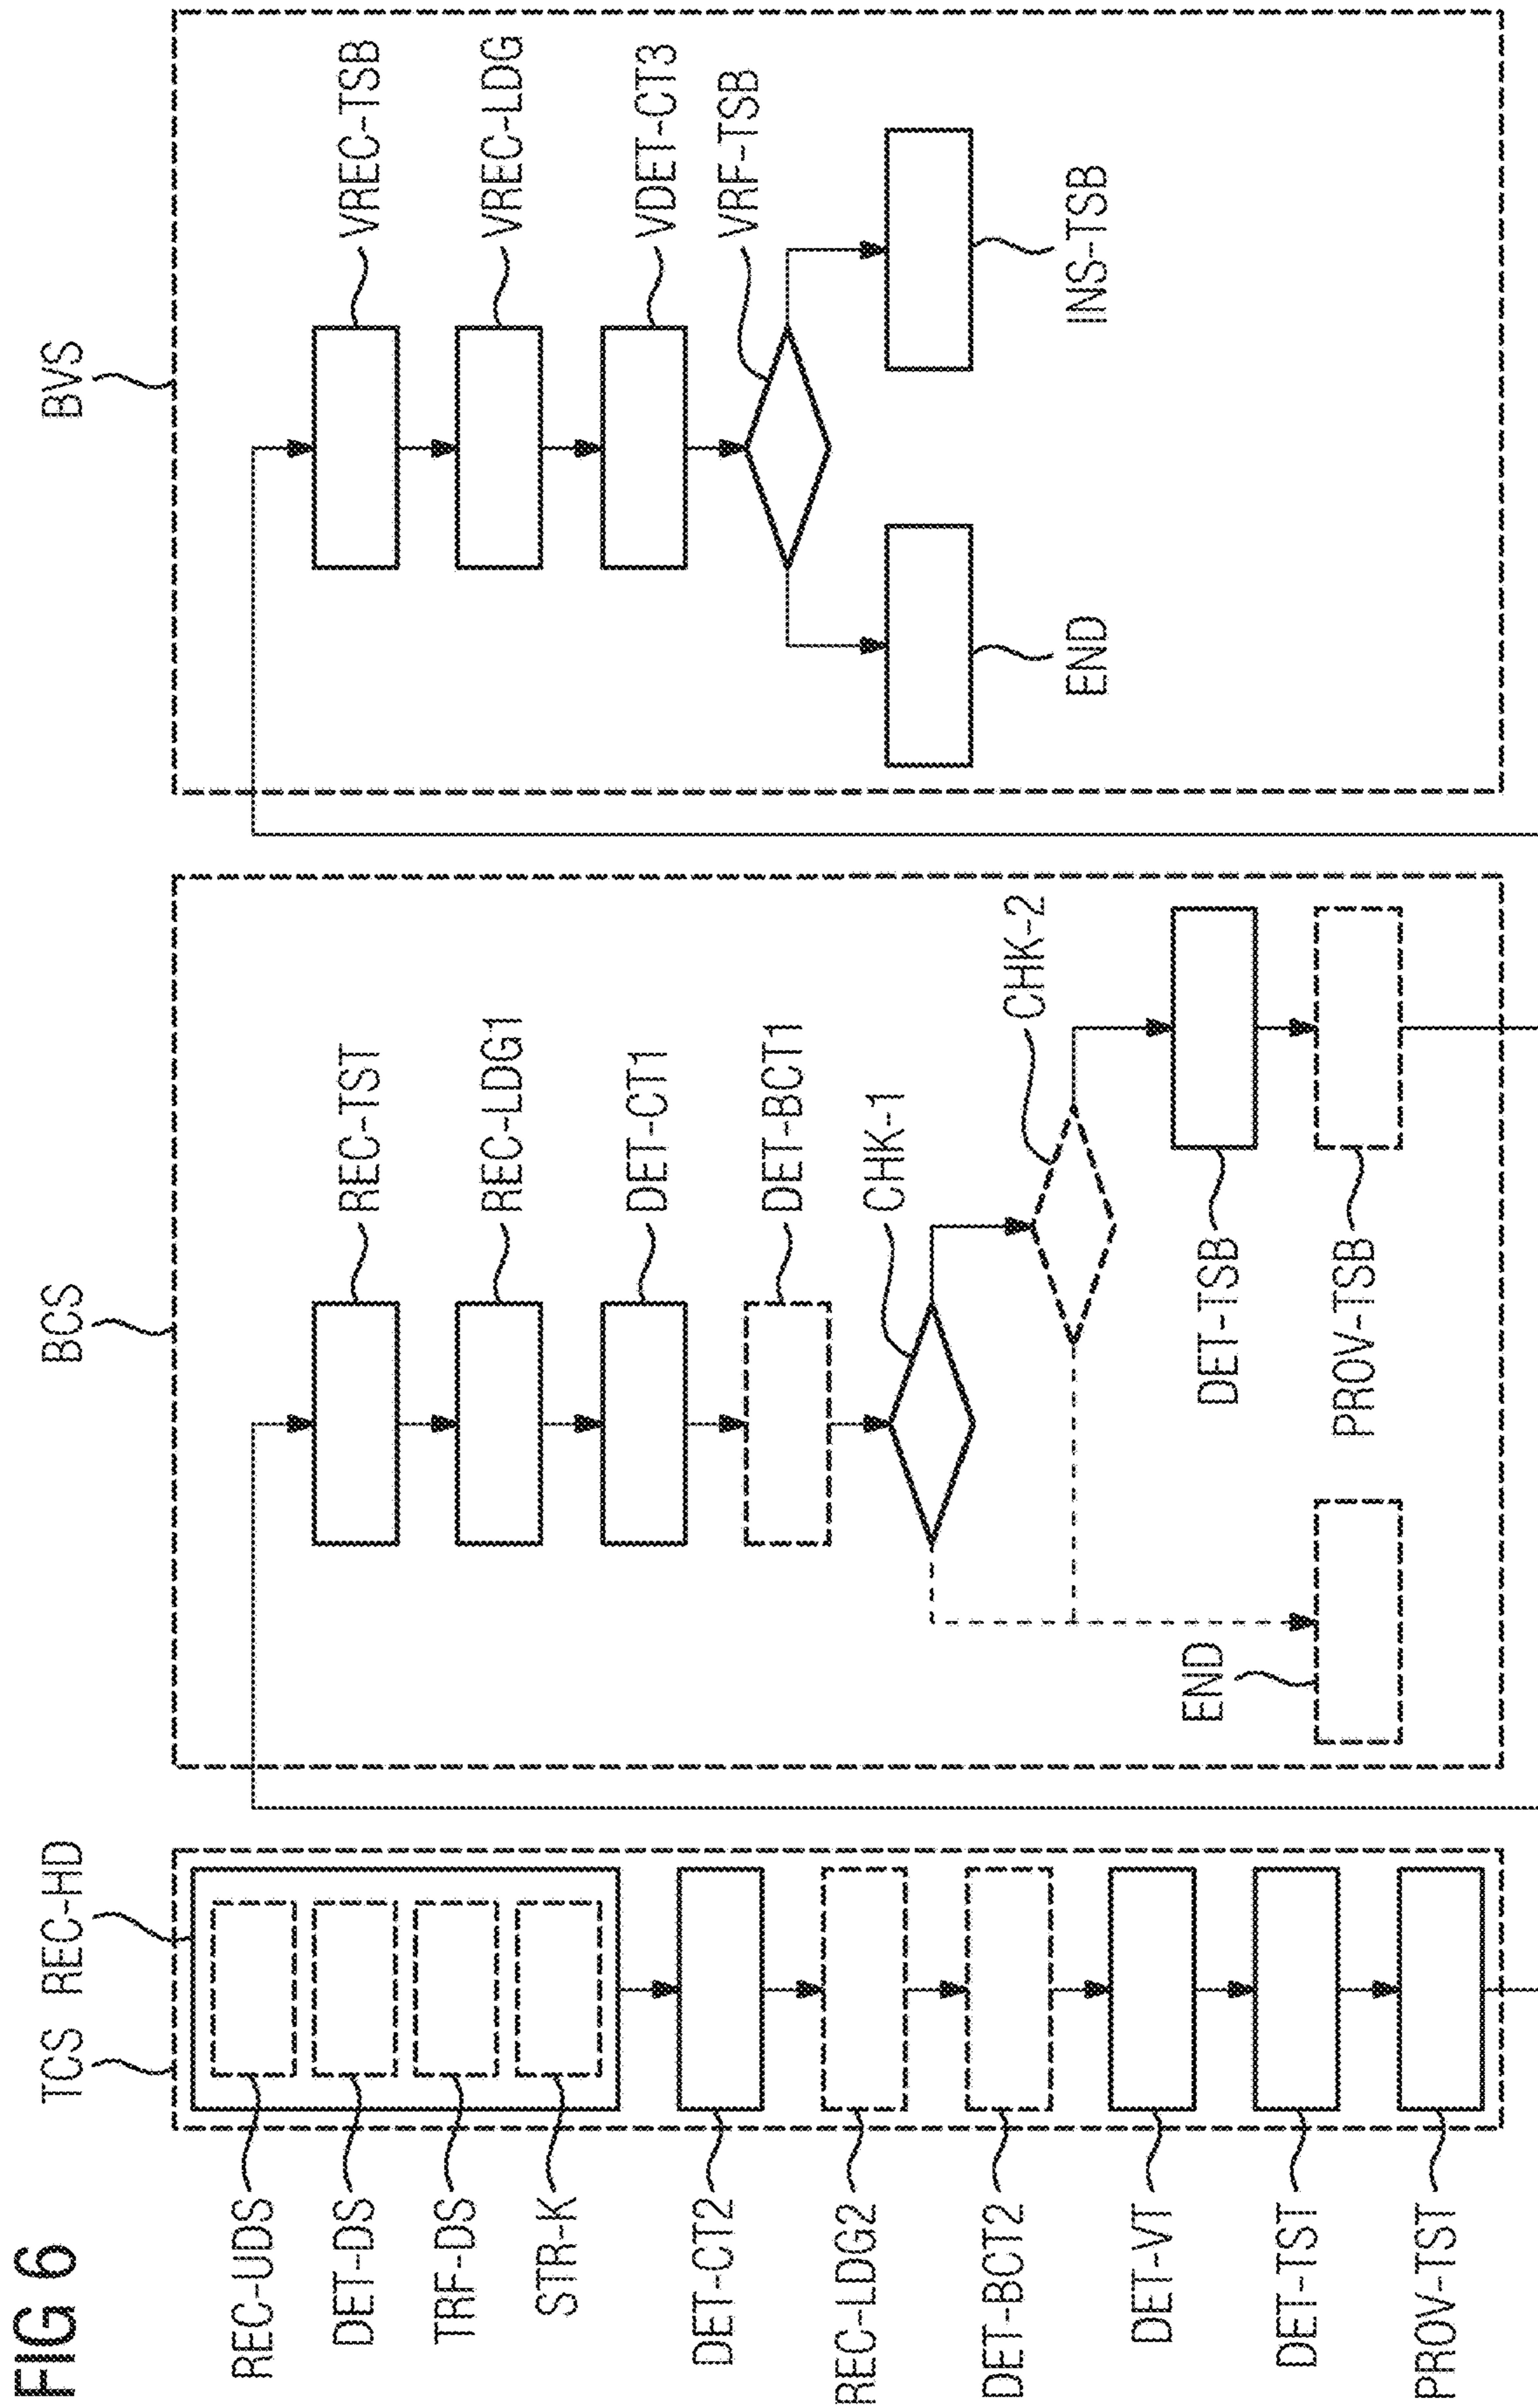 FIG 6
TCS
REC-HD
REC-UDS
DET-DS
TRF-DS
STR-K
DET-CT2
REC-LDG2
DET-BCT2
DET-VT
DET-TST
PROV-TST
BCS
REC-TST
REC-LDG1
DET-CT1
DET-BCT1
CHK-1
CHK-2
DET-TSB
PROV-TSB
END
BVS
VREC-TSB
VREC-LDG
VDET-CT3
VRF-TSB
END
INS-TSB